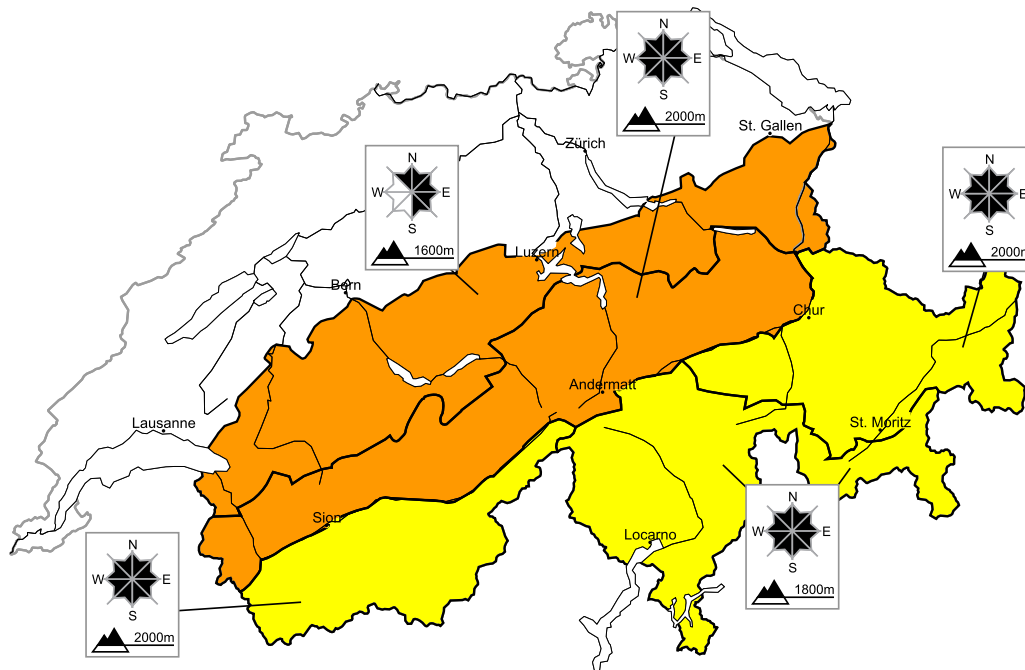 N
W E
S
2000m
St. Gallen
Zürich
N
W E
S
1600m
N
W E
S
2000m
Luzern
Bern
Chur
Andermatt
Lausanne
St. Moritz
Sion
Locarno
N
W E
S
1800m
N
W E
S
2000m